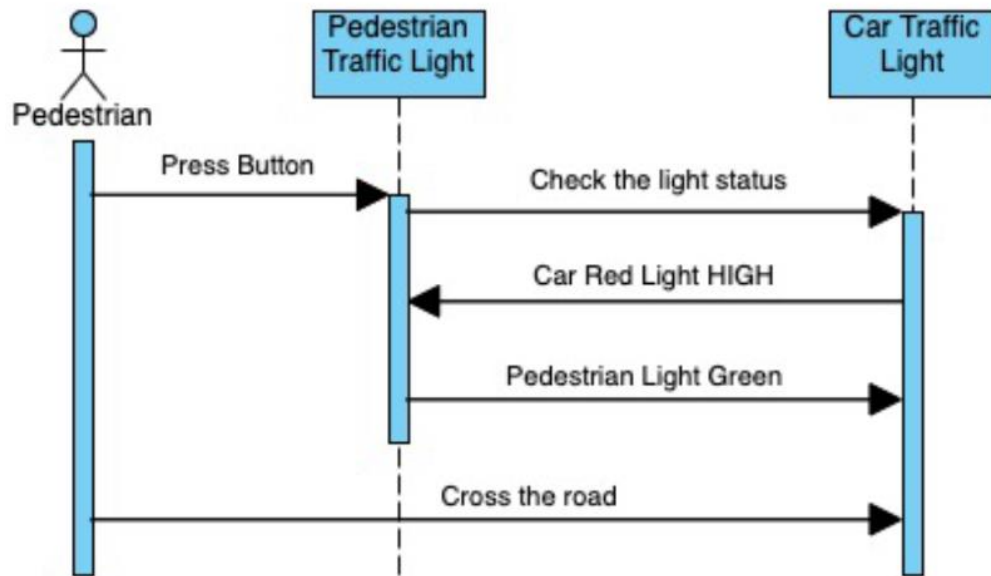 Pedestrian
Traffic Light
Car Traffic
Light
Pedestrian
Press Button
Check the light status
Car Red Light HIGH
Pedestrian Light Green
Cross the road